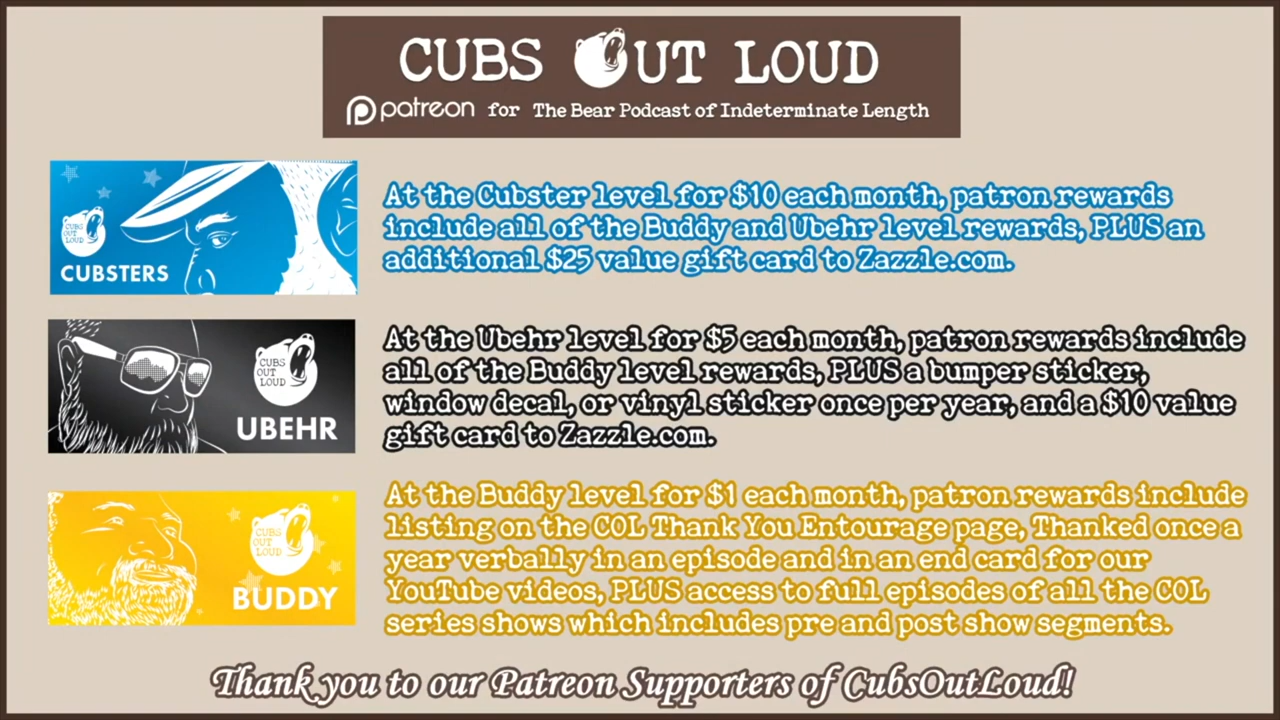 CUBS OUT LOUD
patreon for The Bear Podcast of Indeterminate Length
CUBS
OUT
LOUD
CUBSTERS
At the Cubster level for $10 each month, patron rewards
include all of the Buddy and Ubehr level rewards, PLUS an
additional $25 value gift card to Zazzle.com.
CUBS
OUT
LOUD
UBEHR
At the Ubehr level for $5 each month, patron rewards include
all of the Buddy level rewards, PLUS a bumper sticker,
window decal, or vinyl sticker once per year, and a $10 value
gift card to Zazzle.com.
CUBS
OUT
LOUD
BUDDY
At the Buddy level for $1 each month, patron rewards include
listing on the COL Thank You Entourage page, Thanked once a
year verbally in an episode and in an end card for our
YouTube videos, PLUS access to full episodes of all the COL
series shows which includes pre and post show segments.
Thank you to our Patreon Supporters of CubsOutLoud!